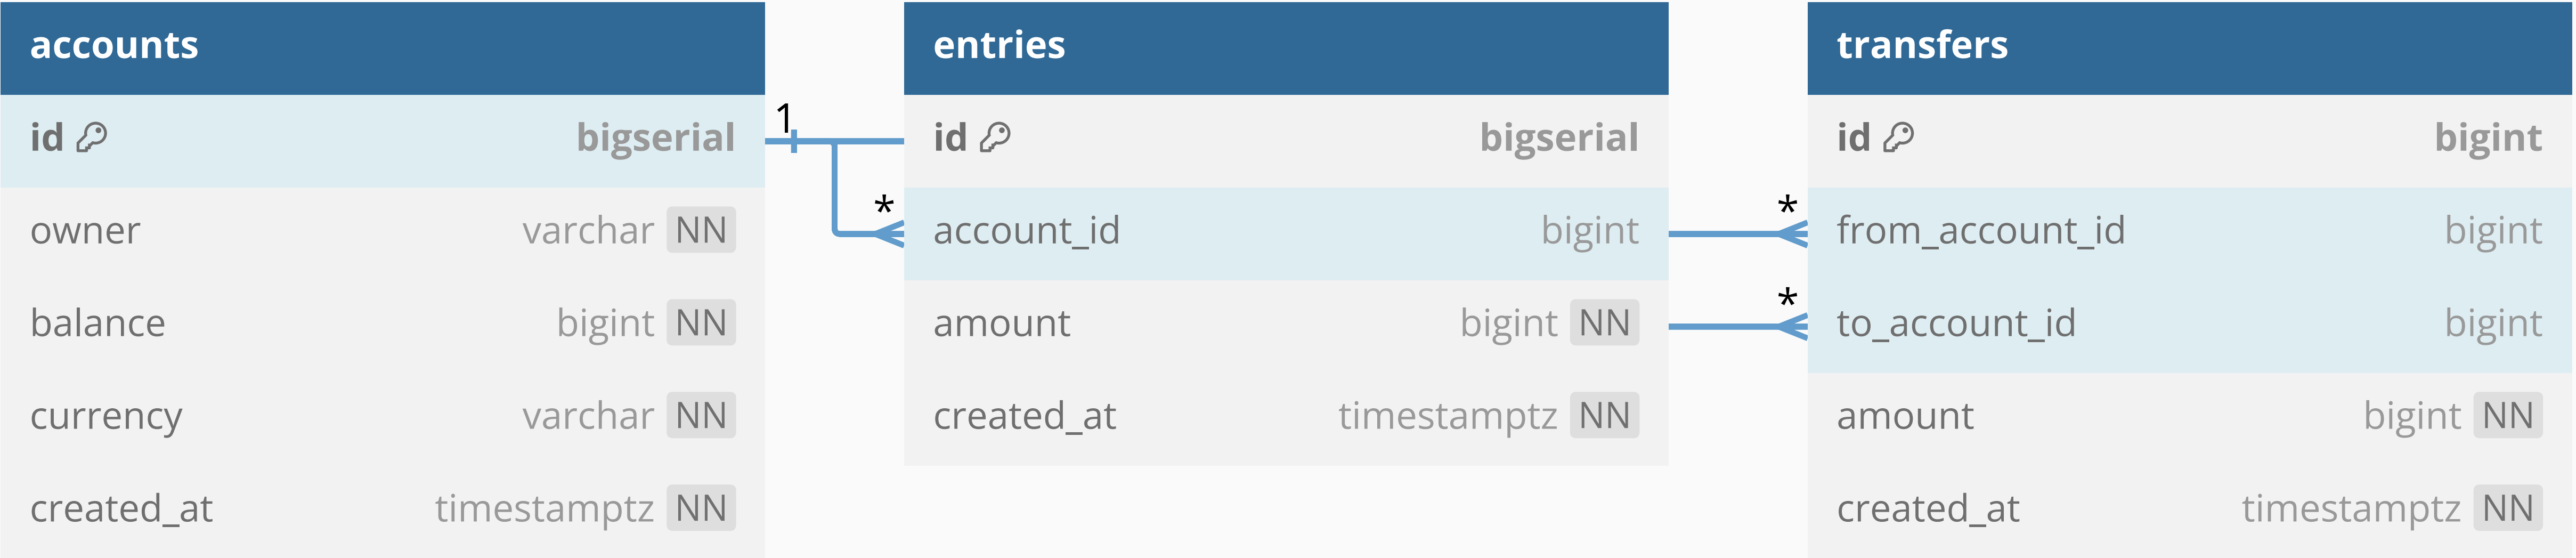 accounts
id bigserial
owner varchar NN
balance bigint NN
currency varchar NN
created_at timestamptz NN
1
*
entries
id bigserial
account_id bigint
amount bigint NN
created_at timestamptz NN
*
*
transfers
id bigint
from_account_id bigint
to_account_id bigint
amount bigint NN
created_at timestamptz NN